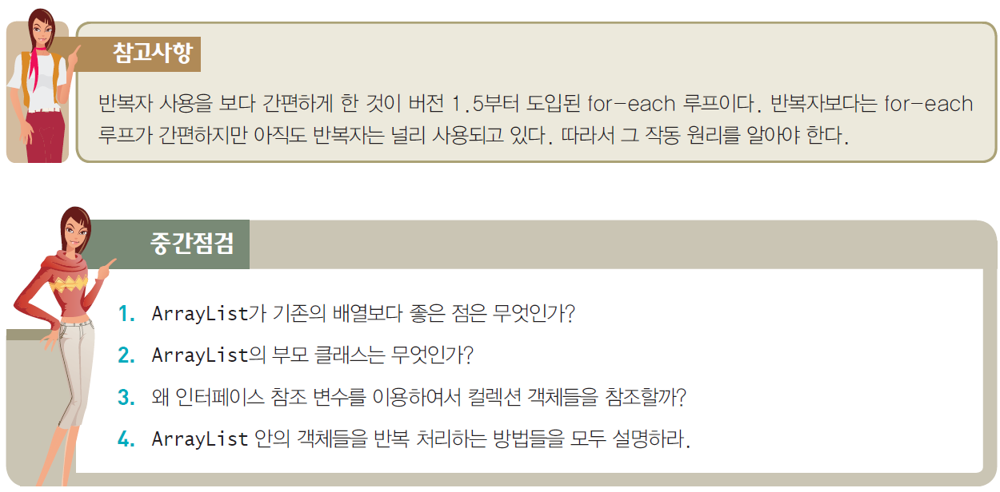 참고사항
반복자 사용을 보다 간편하게 한 것이 버전 1.5부터 도입된 for-each 루프이다. 반복자보다는 for-each
루프가 간편하지만 아직도 반복자는 널리 사용되고 있다. 따라서 그 작동 원리를 알아야 한다.
중간점검
1. ArrayList가 기존의 배열보다 좋은 점은 무엇인가?
2. ArrayList의 부모 클래스는 무엇인가?
3. 왜 인터페이스 참조 변수를 이용하여서 컬렉션 객체들을 참조할까?
4. ArrayList 안의 객체들을 반복 처리하는 방법들을 모두 설명하라.